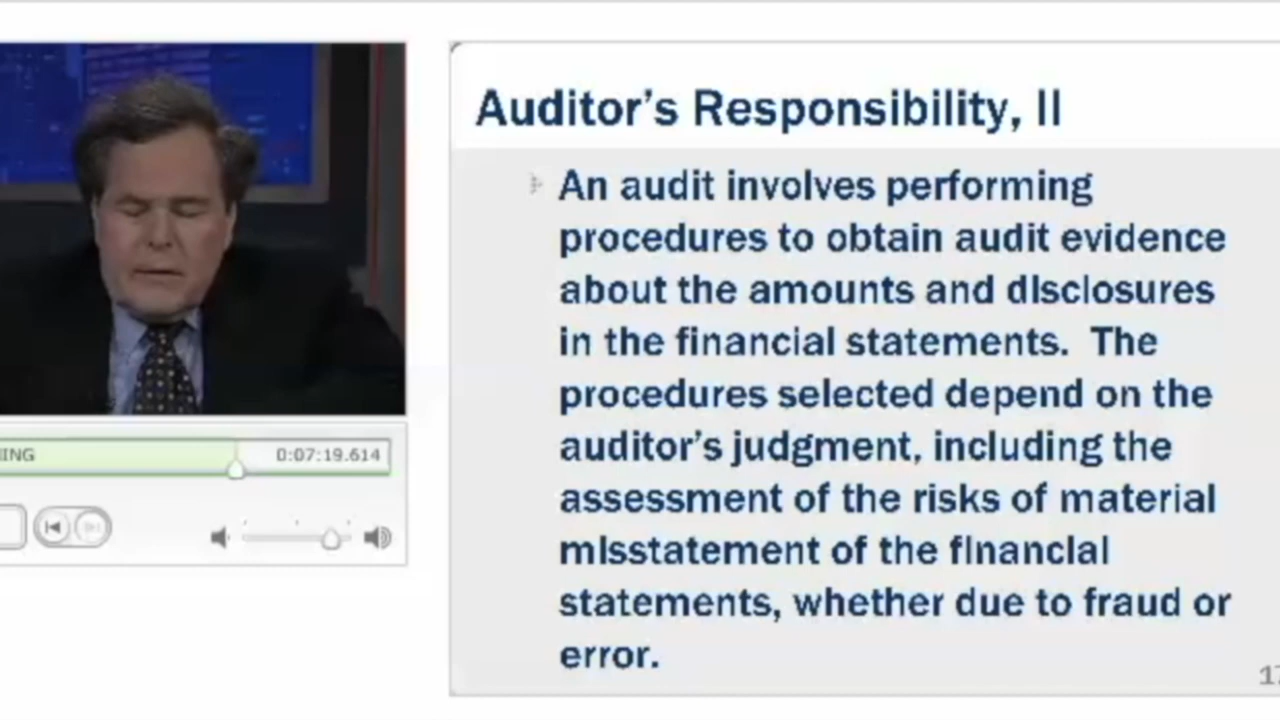 Auditor's Responsibility, II
An audit involves performing
procedures to obtain audit evidence
about the amounts and disclosures
in the financial statements. The
procedures selected depend on the
auditor's judgment, including the
assessment of the risks of material
misstatement of the financial
statements, whether due to fraud or
error.
17
ING
0:07:19.614